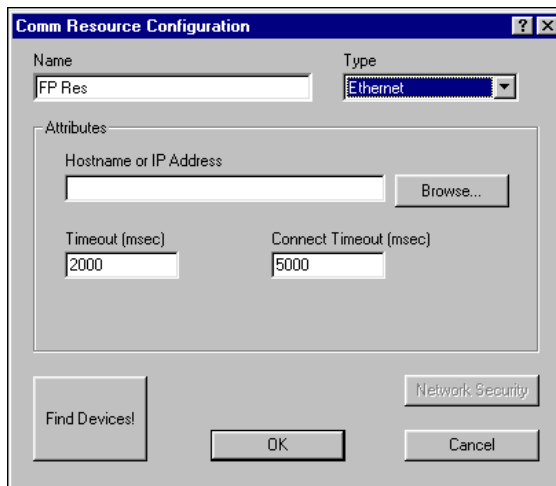 Comm Resource Configuration
Name
Type
FP Res
Ethernet
Attributes
Hostname or IP Address
Browse...
Timeout (msec)
Connect Timeout (msec)
2000
5000
Network Security
Find Devices!
OK
Cancel